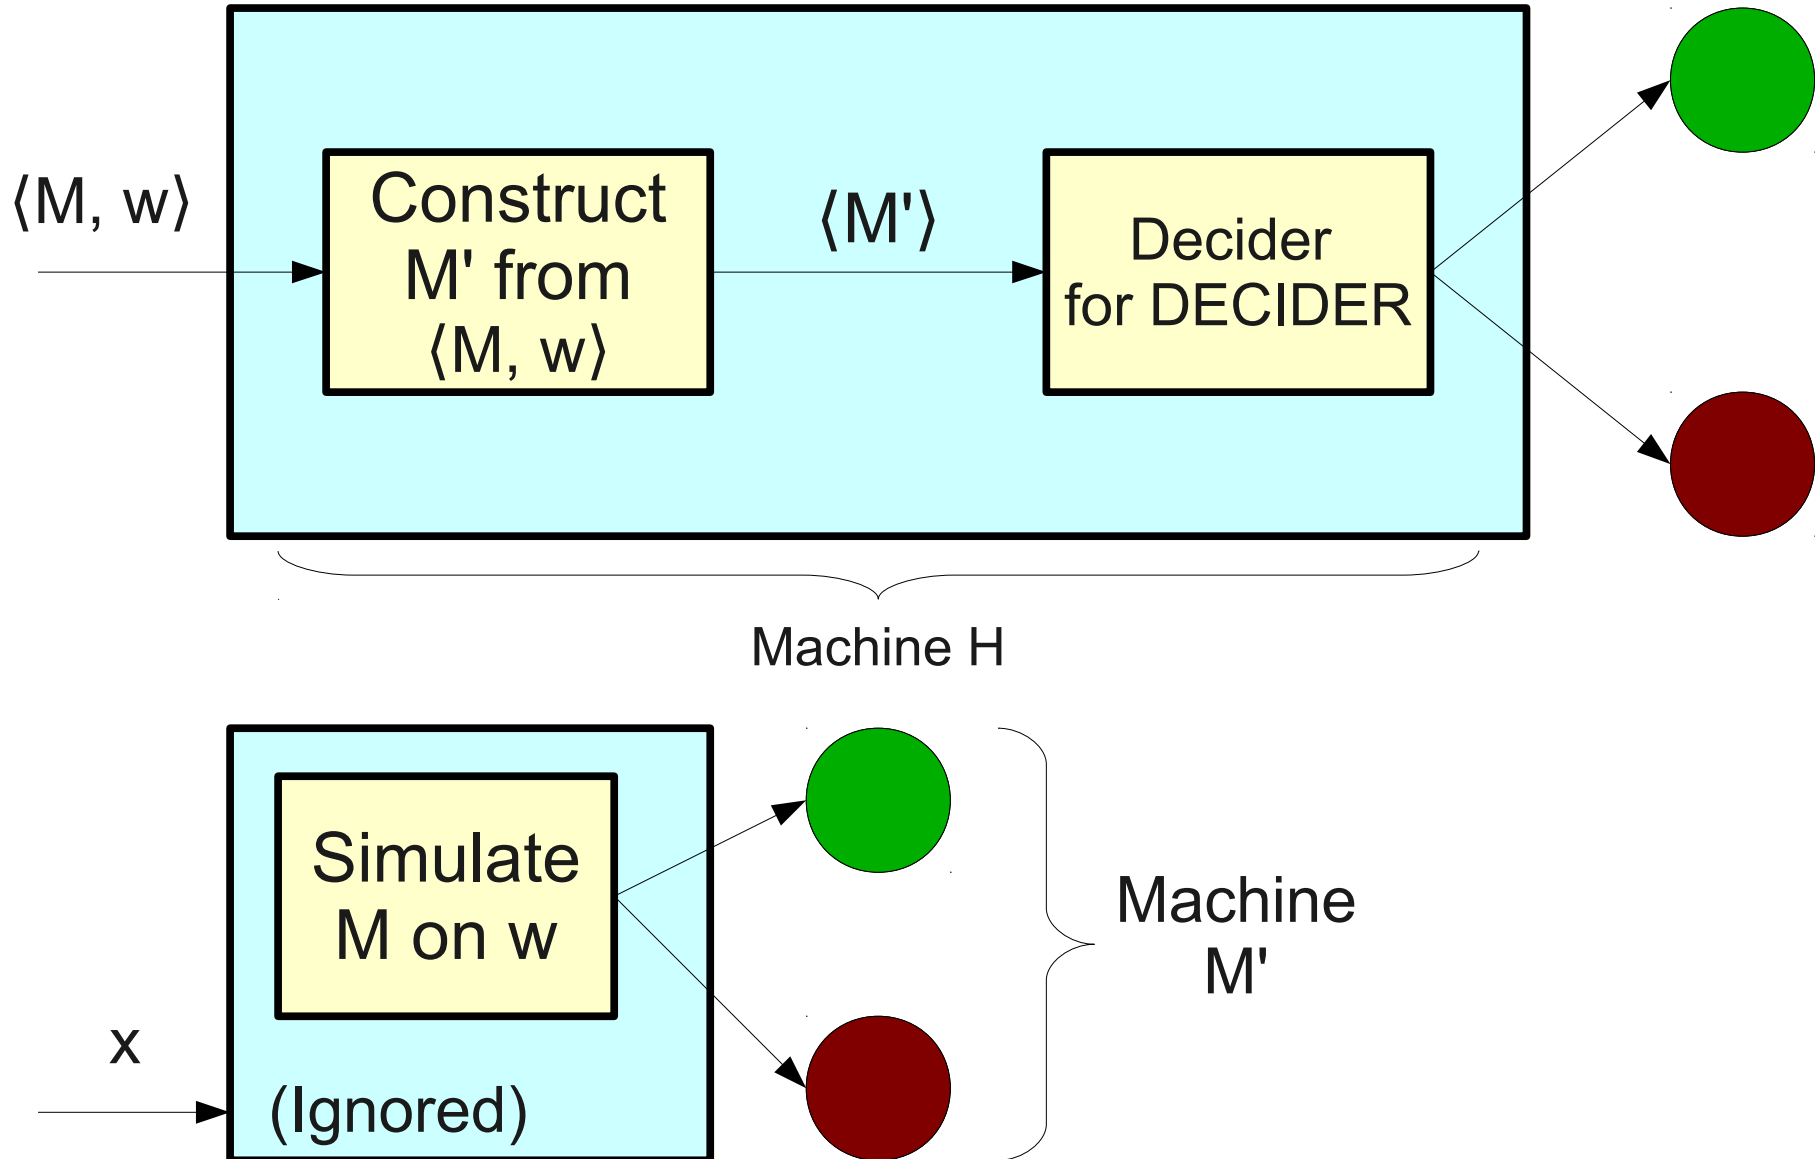 ⟨M, w⟩
Construct
M' from
⟨M, w⟩
⟨M'⟩
Decider
for DECIDER
Machine H
Simulate
M on w
x
(Ignored)
Machine
M'